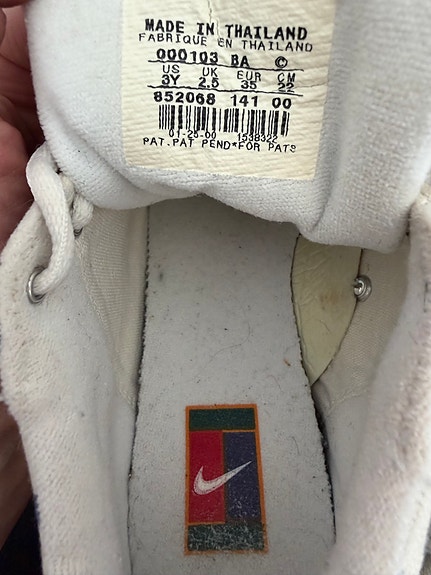 MADE IN THAILAND
FABRIQUE EN THAILAND
000103 BA ©
US UK EUR CM
3Y 2.5 35 22
852068 141 00
01-25-00 1538322
PAT.PAT PEND*FOR PATS